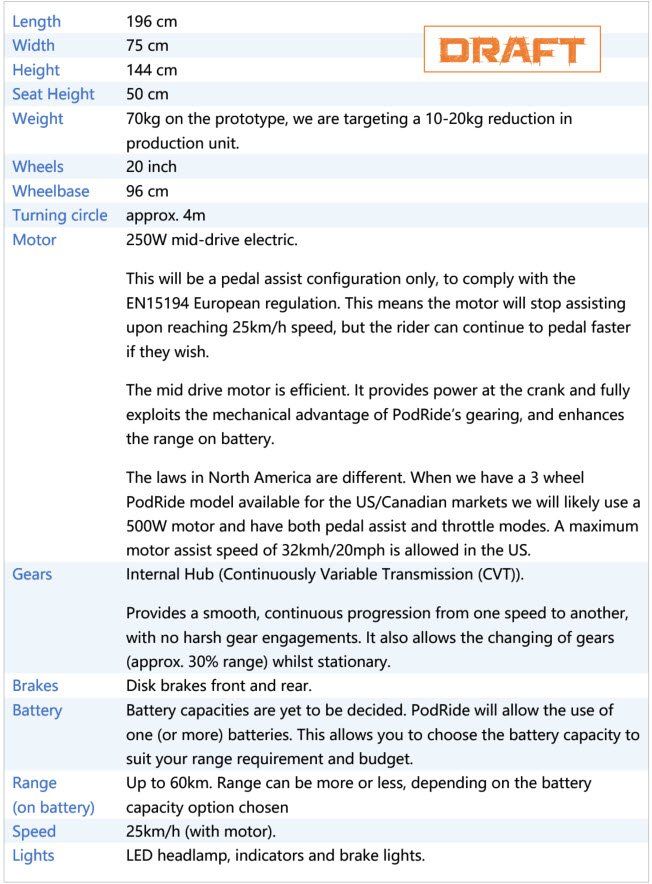 Length 196 cm
DRAFT
Width 75 cm
Height 144 cm
Seat Height 50 cm
Weight 70kg on the prototype, we are targeting a 10-20kg reduction in
production unit.
Wheels 20 inch
Wheelbase 96 cm
Turning circle approx. 4m
Motor 250W mid-drive electric.
This will be a pedal assist configuration only, to comply with the
EN15194 European regulation. This means the motor will stop assisting
upon reaching 25km/h speed, but the rider can continue to pedal faster
if they wish.
The mid drive motor is efficient. It provides power at the crank and fully
exploits the mechanical advantage of PodRide's gearing, and enhances
the range on battery.
The laws in North America are different. When we have a 3 wheel
PodRide model available for the US/Canadian markets we will likely use a
500W motor and have both pedal assist and throttle modes. A maximum
motor assist speed of 32kmh/20mph is allowed in the US.
Gears Internal Hub (Continuously Variable Transmission (CVT)).
Provides a smooth, continuous progression from one speed to another,
with no harsh gear engagements. It also allows the changing of gears
(approx. 30% range) whilst stationary.
Brakes Disk brakes front and rear.
Battery Battery capacities are yet to be decided. PodRide will allow the use of
one (or more) batteries. This allows you to choose the battery capacity to
suit your range requirement and budget.
Range Up to 60km. Range can be more or less, depending on the battery
(on battery) capacity option chosen
Speed 25km/h (with motor).
Lights LED headlamp, indicators and brake lights.